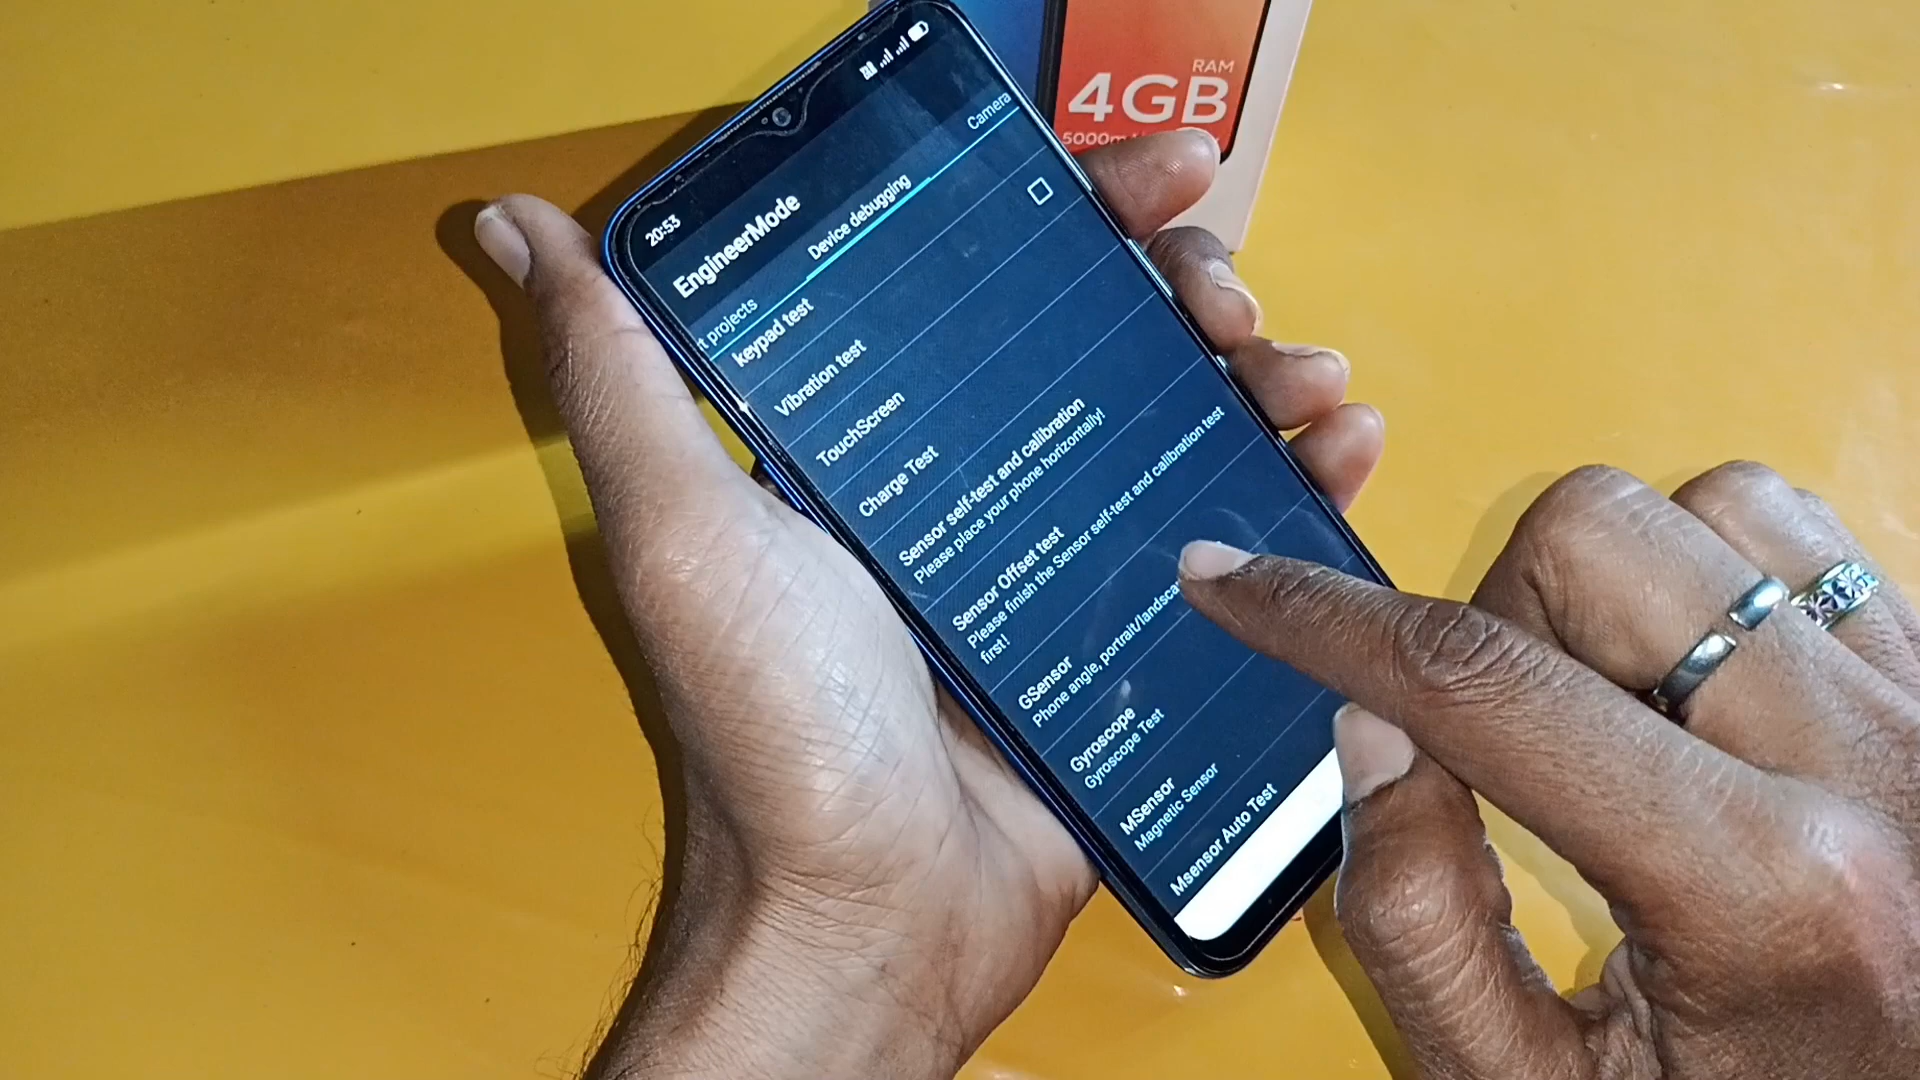 20:53
EngineerMode
t projects
Device debugging
Camera
keypad test
Vibration test
TouchScreen
Charge Test
Sensor self-test and calibration
Please place your phone horizontally!
Sensor Offset test
Please finish the Sensor self-test and calibration test
first!
GSensor
Phone angle, portrait/landsca
Gyroscope
Gyroscope Test
MSensor
Magnetic Sensor
Msensor Auto Test
RAM
4GB
5000m